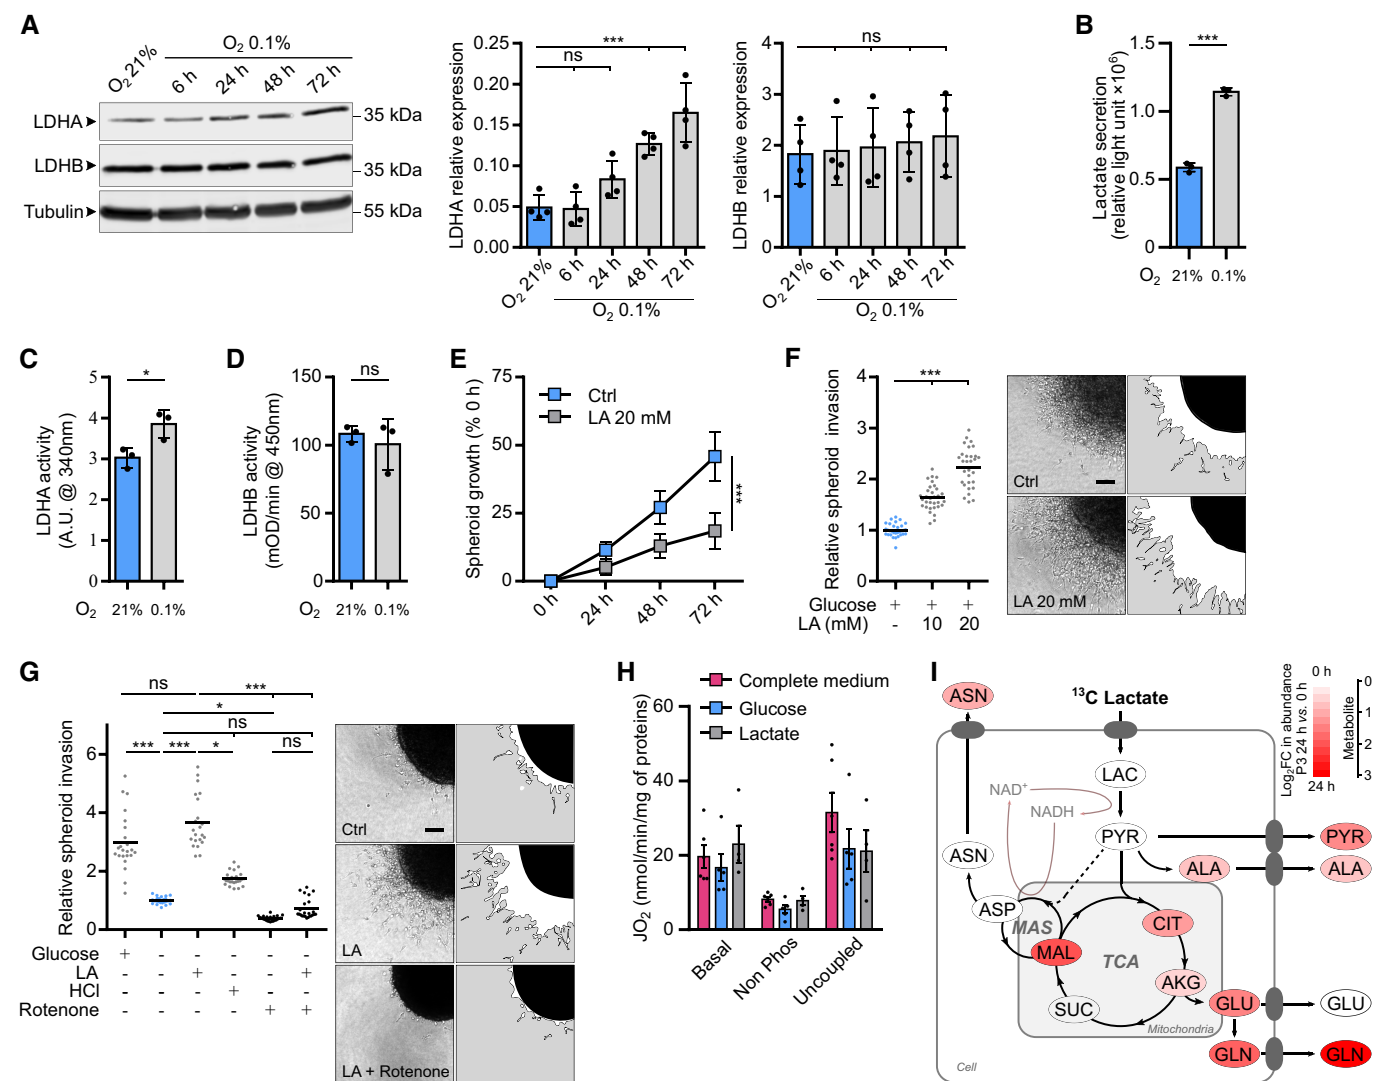 A
O2 21%
O2 0.1%
6 h
24 h
48 h
72 h
LDHA
35 kDa
LDHB
35 kDa
Tubulin
55 kDa
LDHA relative expression
0.25
0.20
0.15
0.10
0.05
0.00
***
ns
O2 21%
6 h
24 h
48 h
72 h
O2 0.1%
LDHB relative expression
4
3
2
1
0
ns
O2 21%
6 h
24 h
48 h
72 h
O2 0.1%
B
Lactate secretion
(relative light unit ×10⁶)
1.5
1.0
0.5
0
***
O2 21% 0.1%
C
LDHA activity
(A.U. @ 340nm)
5
4
3
2
1
0
*
O2 21% 0.1%
D
LDHB activity
(mOD/min @ 450nm)
150
100
50
0
ns
21% 0.1%
E
Spheroid growth (% 0 h)
75
50
25
0
Ctrl
LA 20 mM
***
0 h
24 h
48 h
72 h
F
Relative spheroid invasion
4
3
2
1
0
***
Glucose + + +
LA (mM) - 10 20
Ctrl
LA 20 mM
G
Relative spheroid invasion
6
4
2
0
ns
***
*
ns
*** *** * ns
Glucose + - - - - -
LA - - + - - +
HCl - - - + - -
Rotenone - - - - + +
Ctrl
LA
LA + Rotenone
H
JO2 (nmol/min/mg of proteins)
60
40
20
0
Complete medium
Glucose
Lactate
Basal
Non Phos
Uncoupled
I
ASN
¹³C Lactate
LAC
NAD⁺
NADH
PYR
PYR
ASN
ALA
ALA
ASP
MAS
CIT
MAL
TCA
AKG
SUC
GLU
GLU
Mitochondria
GLN
GLN
Cell
0 h
Log2FC in abundance
P3 24 h vs. 0 h
24 h
Metabolite
0
1
2
3